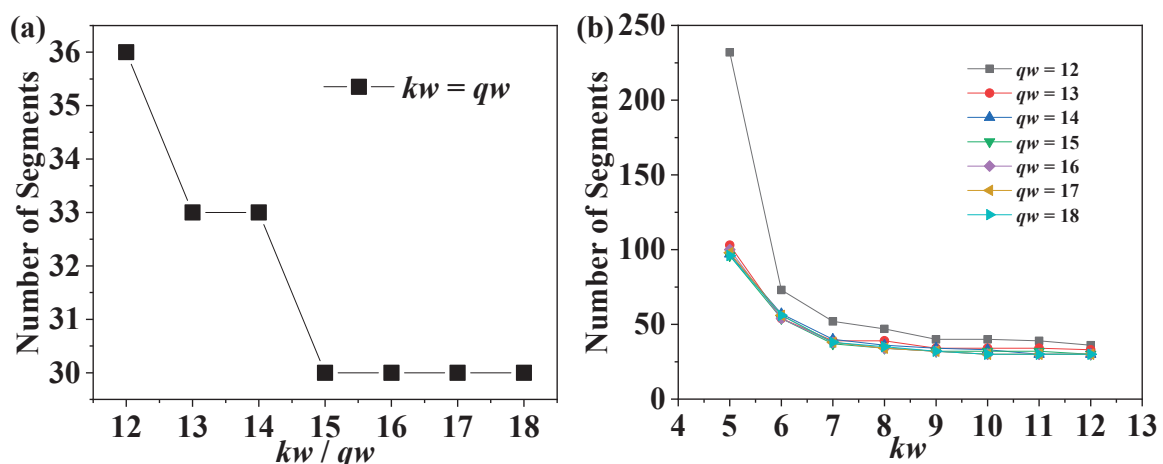 (a)
Number of Segments
36
35
34
33
32
31
30
kw = qw
12 13 14 15 16 17 18
kw / qw
(b)
Number of Segments
250
200
150
100
50
0
qw = 12
qw = 13
qw = 14
qw = 15
qw = 16
qw = 17
qw = 18
4 5 6 7 8 9 10 11 12 13
kw